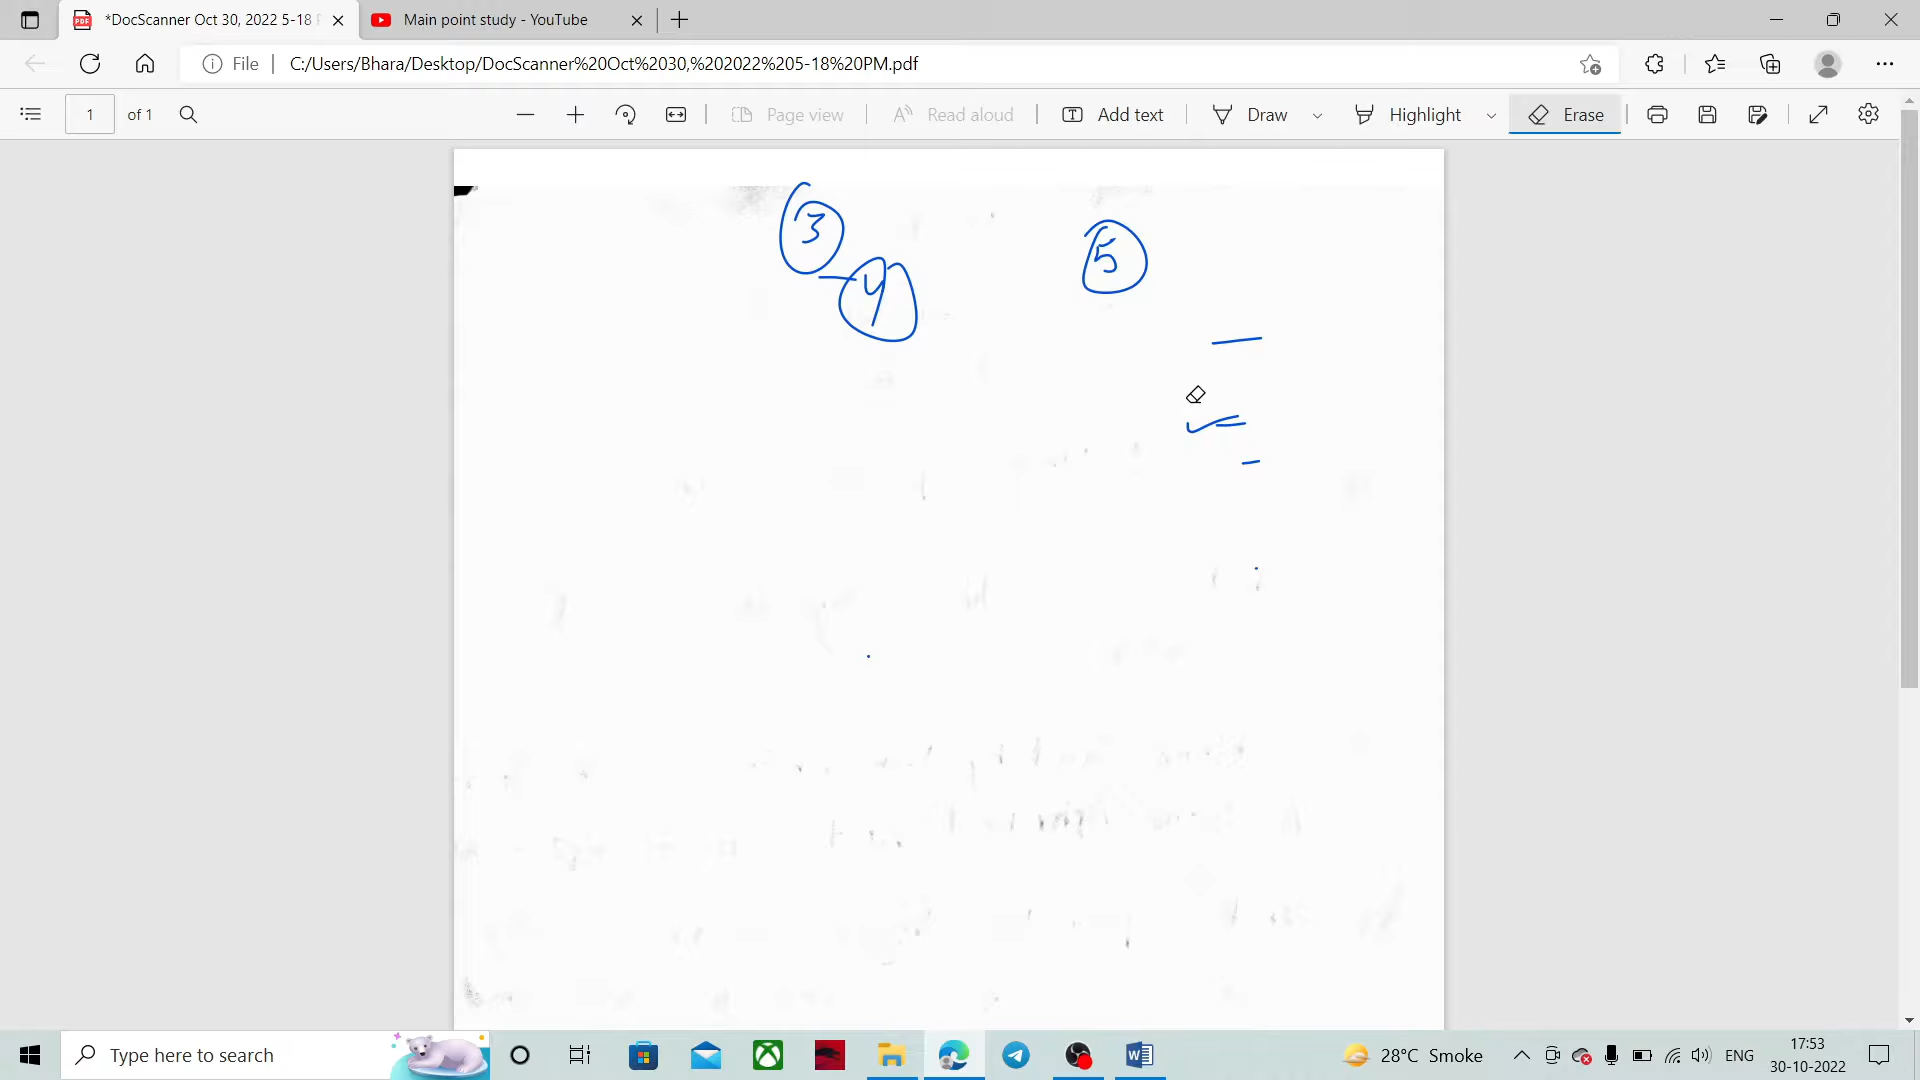 *DocScanner Oct 30, 2022 5-18
Main point study - YouTube
File
C:/Users/Bhara/Desktop/DocScanner%20Oct%2030,%202022%205-18%20PM.pdf
1 of 1
Page view
Read aloud
Add text
Draw
Highlight
Erase
3
4
5
Type here to search
28°C Smoke
ENG
17:53
30-10-2022